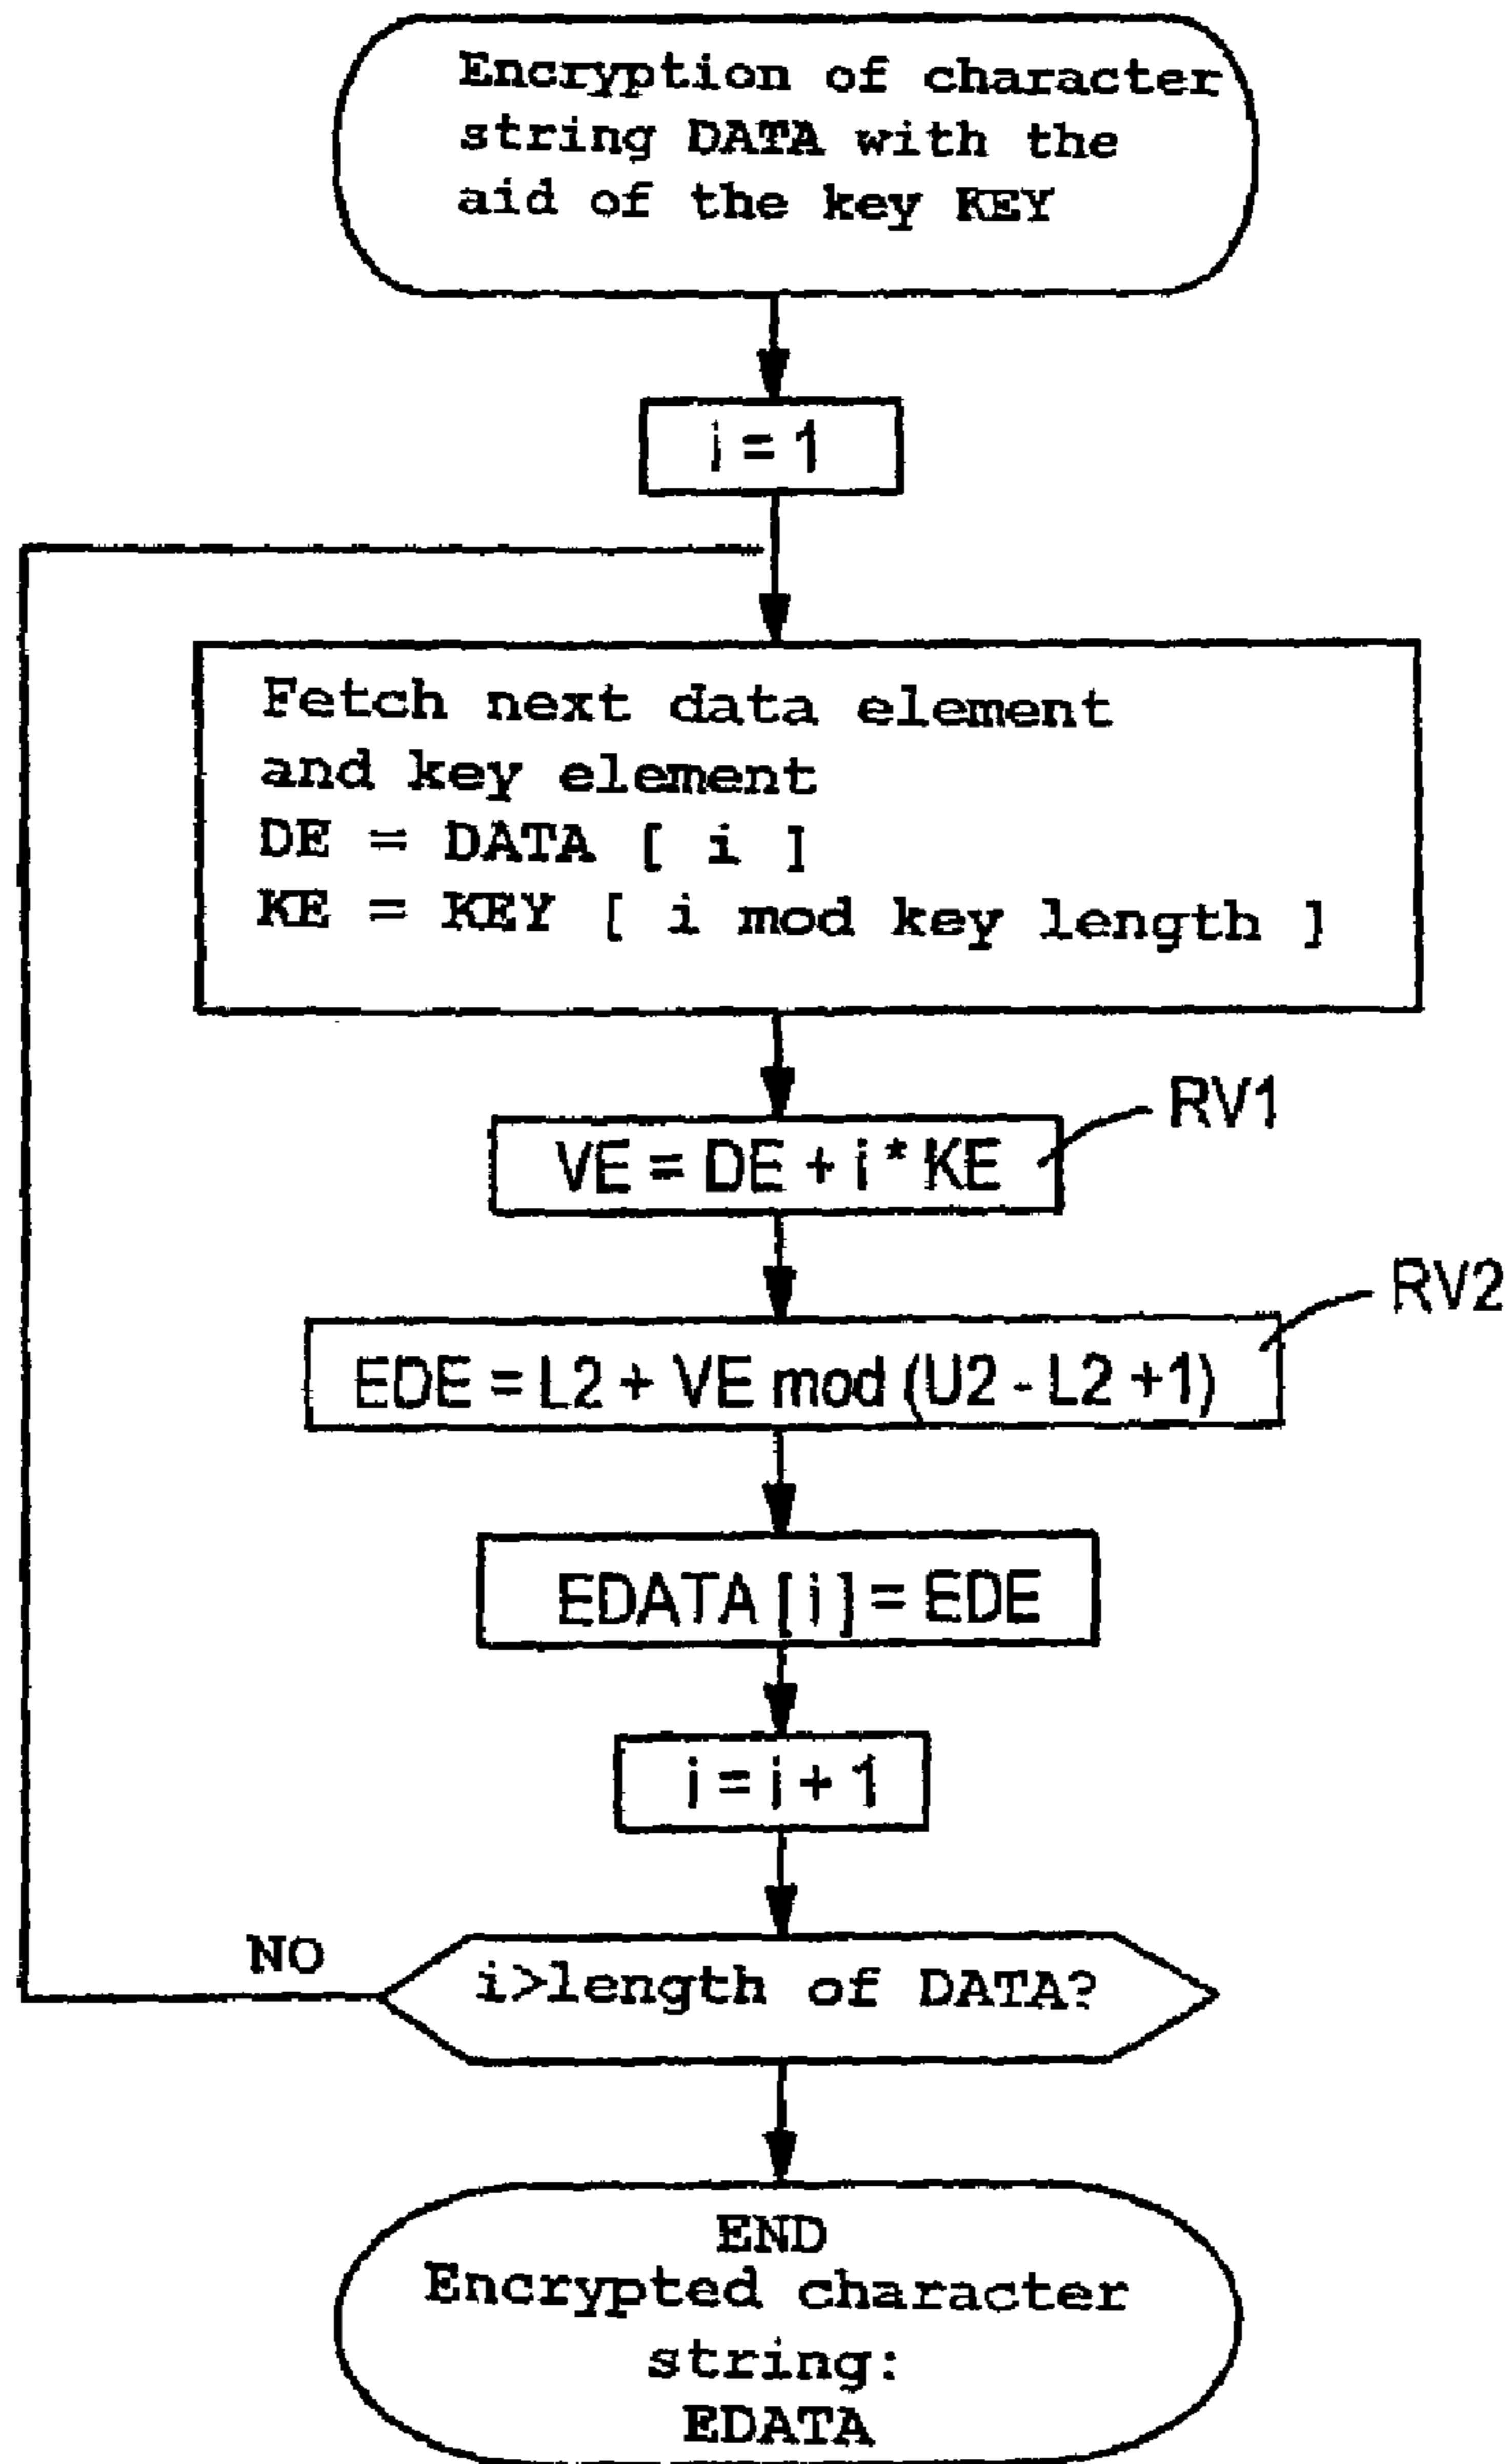 Encryption of character
string DATA with the
aid of the key KEY
i = 1
Fetch next data element
and key element
DE = DATA [ i ]
KE = KEY [ i mod key length ]
RV1
VE = DE + i * KE
RV2
EDE = L2 + VE mod (U2 - L2 +1)
EDATA [ i ] = EDE
i = i + 1
NO
i>length of DATA?
END
Encrypted character
string:
EDATA